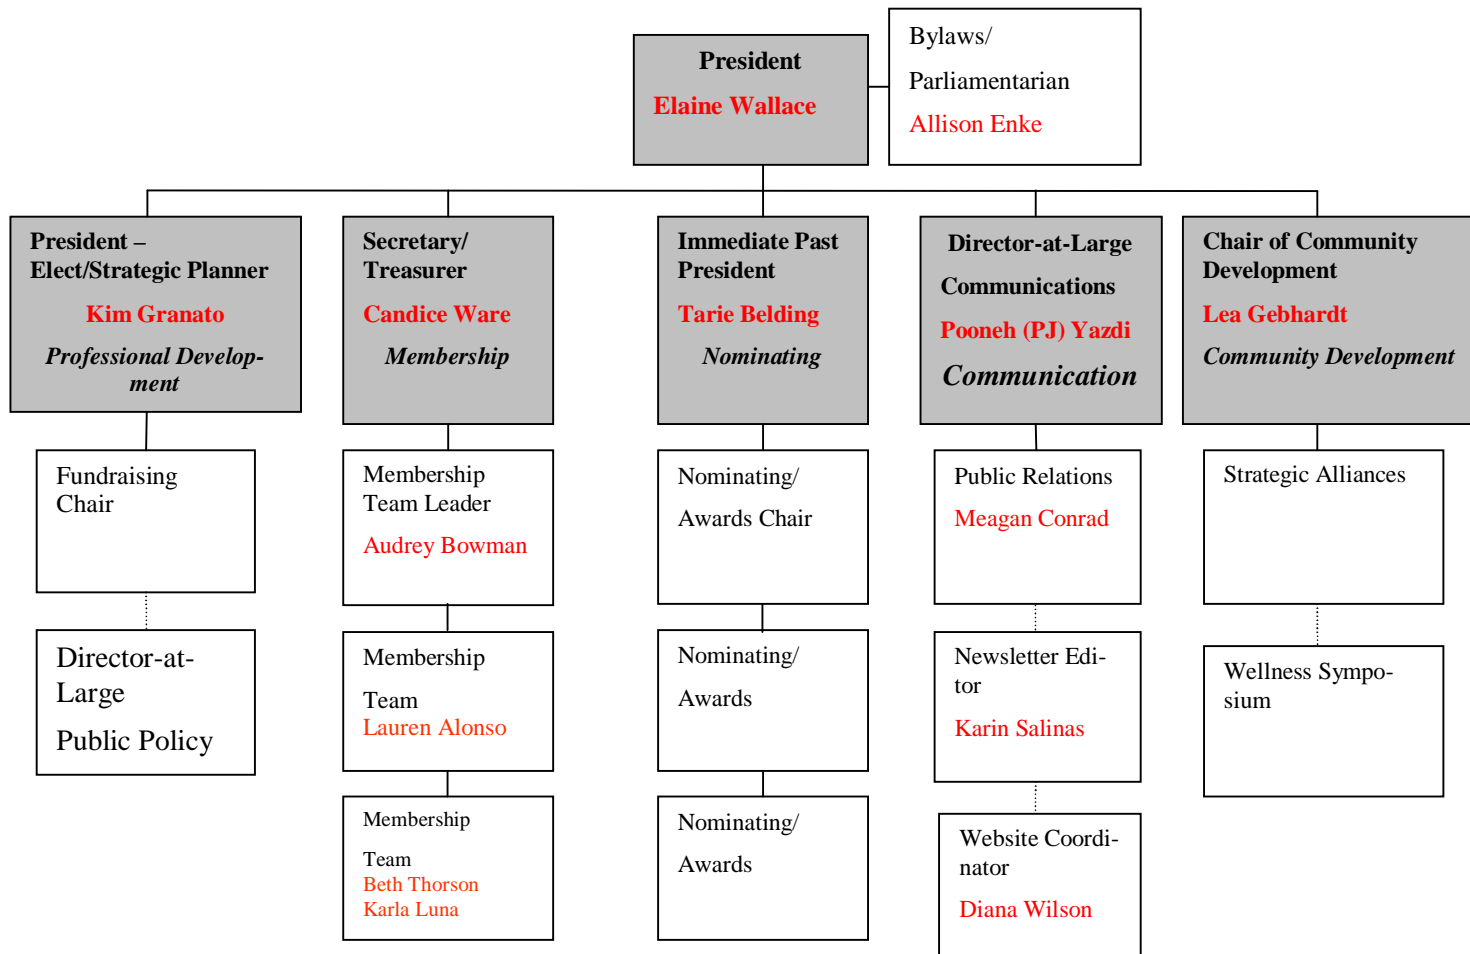 President
Elaine Wallace
Bylaws/
Parliamentarian
Allison Enke
President –
Elect/Strategic Planner
Kim Granato
Professional Develop-
ment
Secretary/
Treasurer
Candice Ware
Membership
Immediate Past
President
Tarie Belding
Nominating
Director-at-Large
Communications
Pooneh (PJ) Yazdi
Communication
Chair of Community
Development
Lea Gebhardt
Community Development
Fundraising
Chair
Membership
Team Leader
Audrey Bowman
Nominating/
Awards Chair
Public Relations
Meagan Conrad
Strategic Alliances
Director-at-
Large
Public Policy
Membership
Team
Lauren Alonso
Nominating/
Awards
Newsletter Edi-
tor
Karin Salinas
Wellness Sympo-
sium
Membership
Team
Beth Thorson
Karla Luna
Nominating/
Awards
Website Coordi-
nator
Diana Wilson